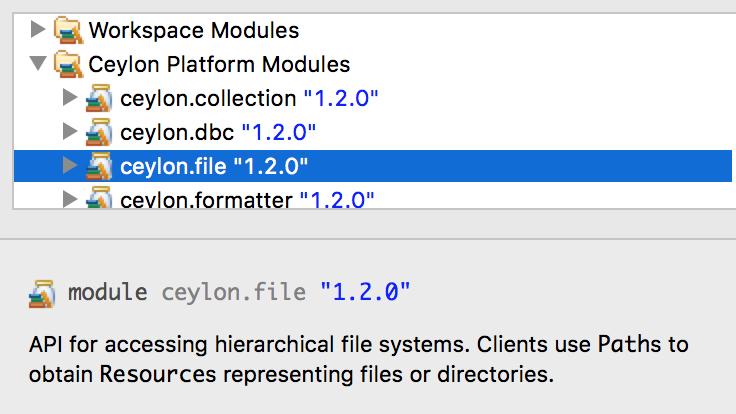 Workspace Modules
Ceylon Platform Modules
ceylon.collection "1.2.0"
ceylon.dbc "1.2.0"
ceylon.file "1.2.0"
ceylon.formatter "1.2.0"
module ceylon.file "1.2.0"
API for accessing hierarchical file systems. Clients use Paths to
obtain Resources representing files or directories.